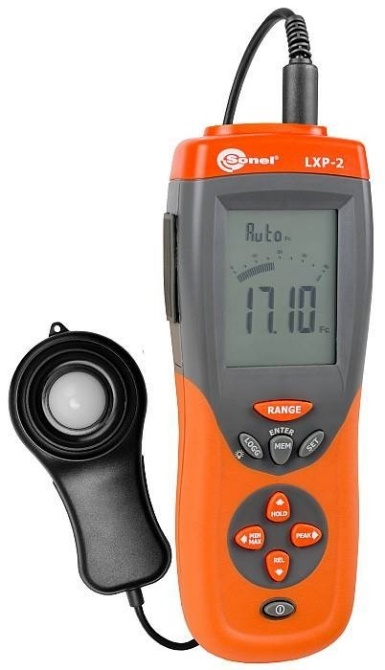 Sonel® LXP-2
Auto
17.10 Fc
RANGE
ENTER
LOGG MEM SET
HOLD
MIN MAX PEAK
REL